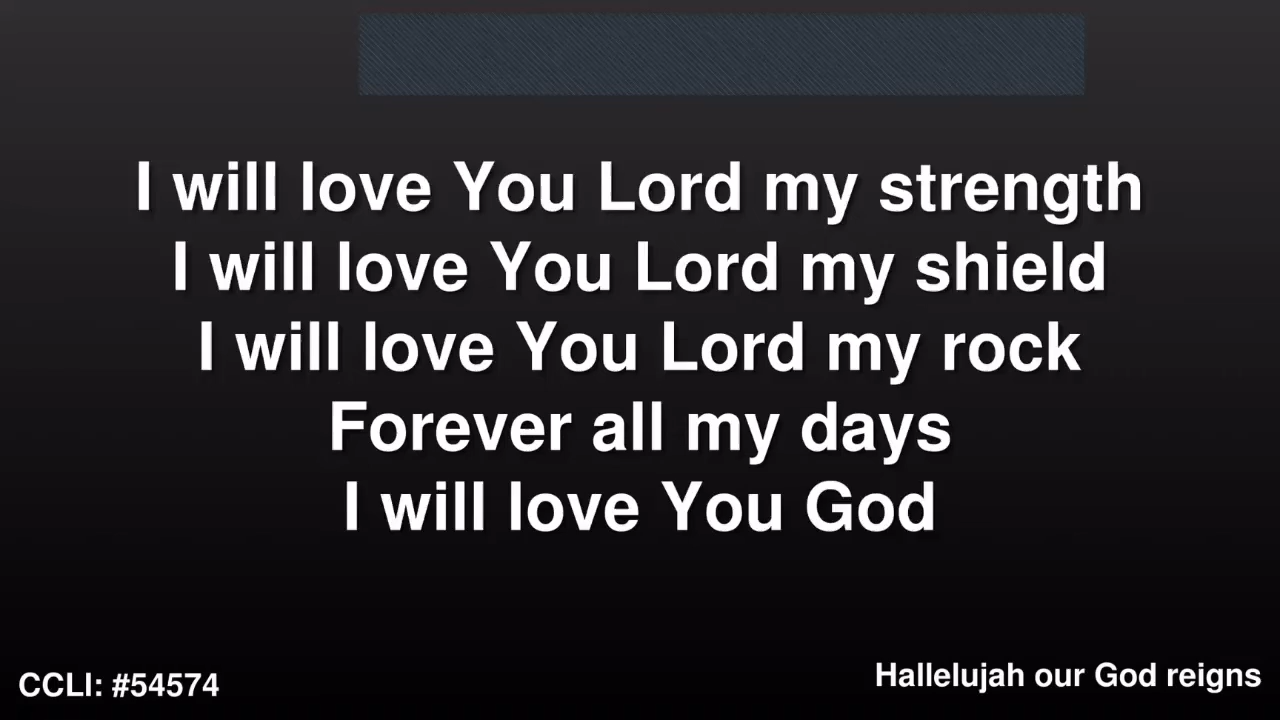 I will love You Lord my strength
I will love You Lord my shield
I will love You Lord my rock
Forever all my days
I will love You God
CCLI: #54574
Hallelujah our God reigns